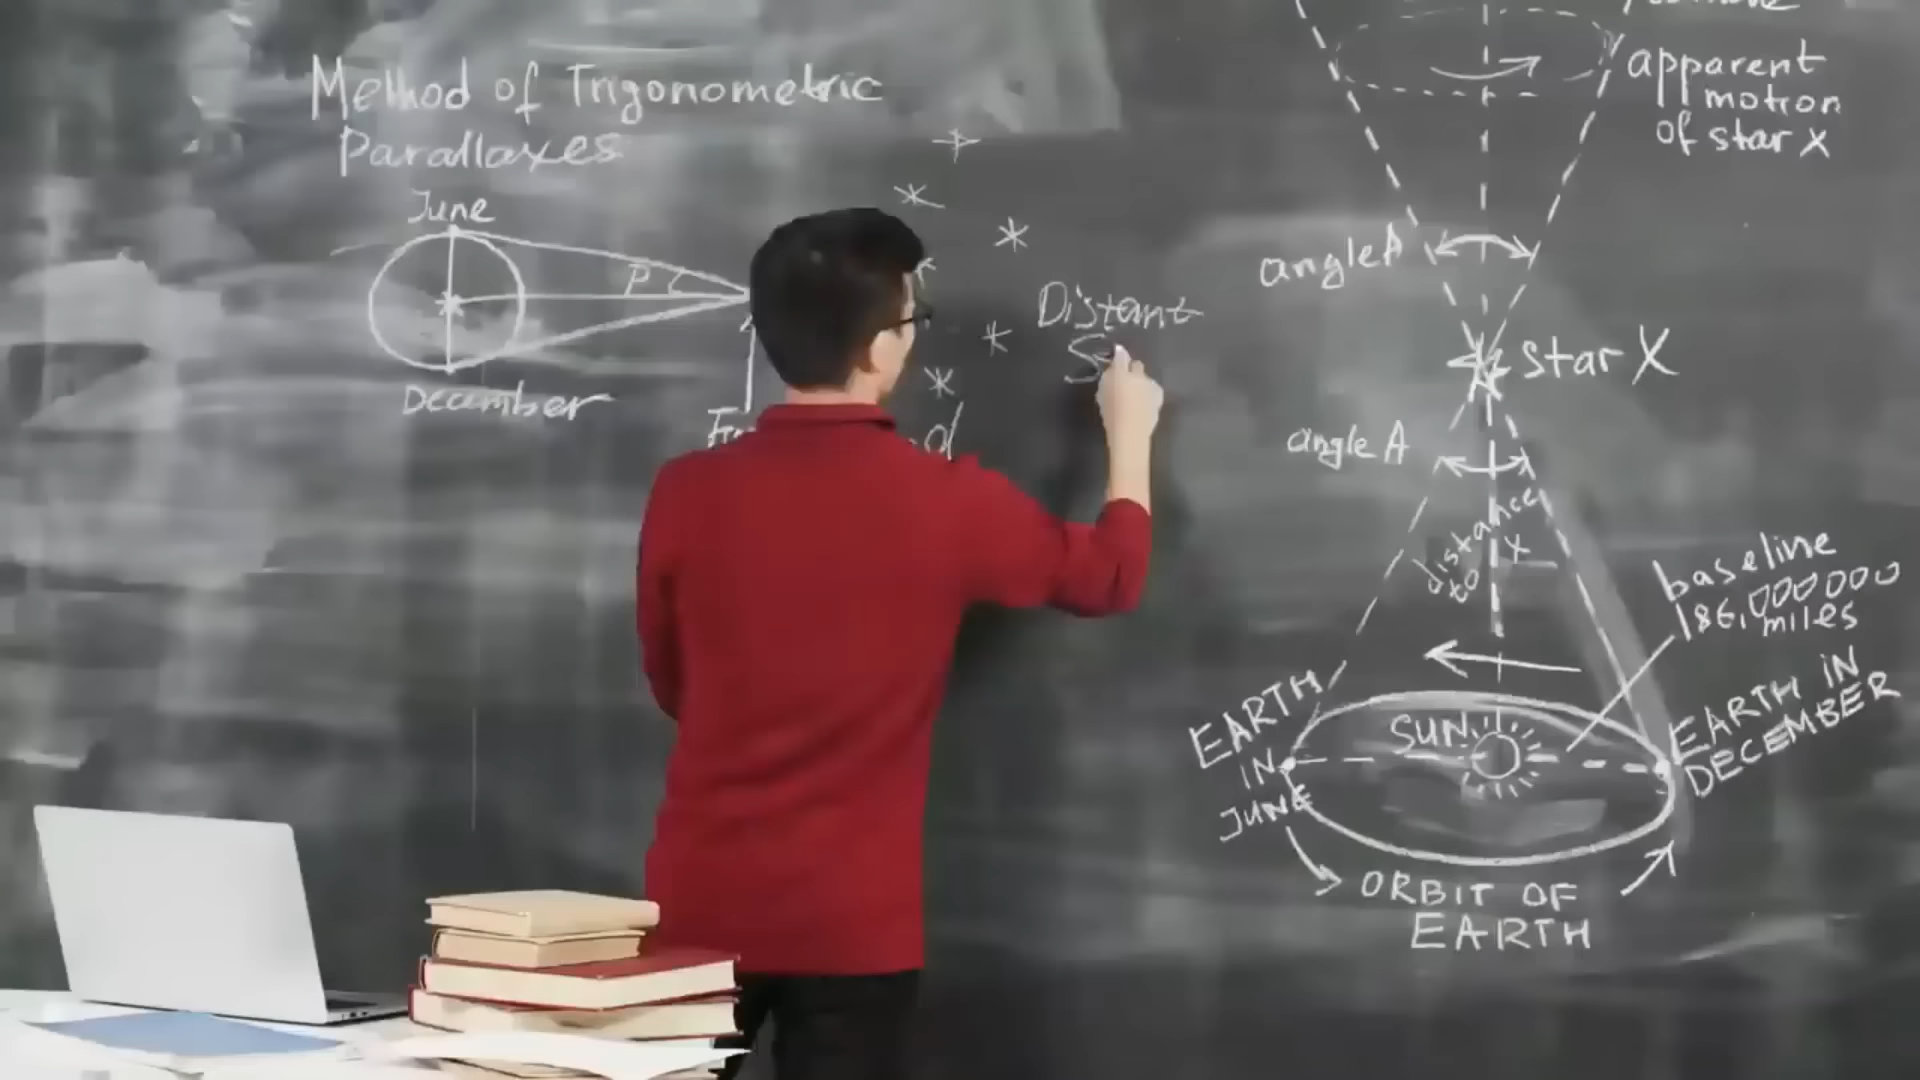 Method of Trigonometric
Parallaxes
June
P
December
Distant
apparent
motion
of star X
angle A
star X
angle A
distance
to X
baseline
186,000000
miles
EARTH
IN
JUNE
SUN
EARTH IN
DECEMBER
ORBIT OF
EARTH